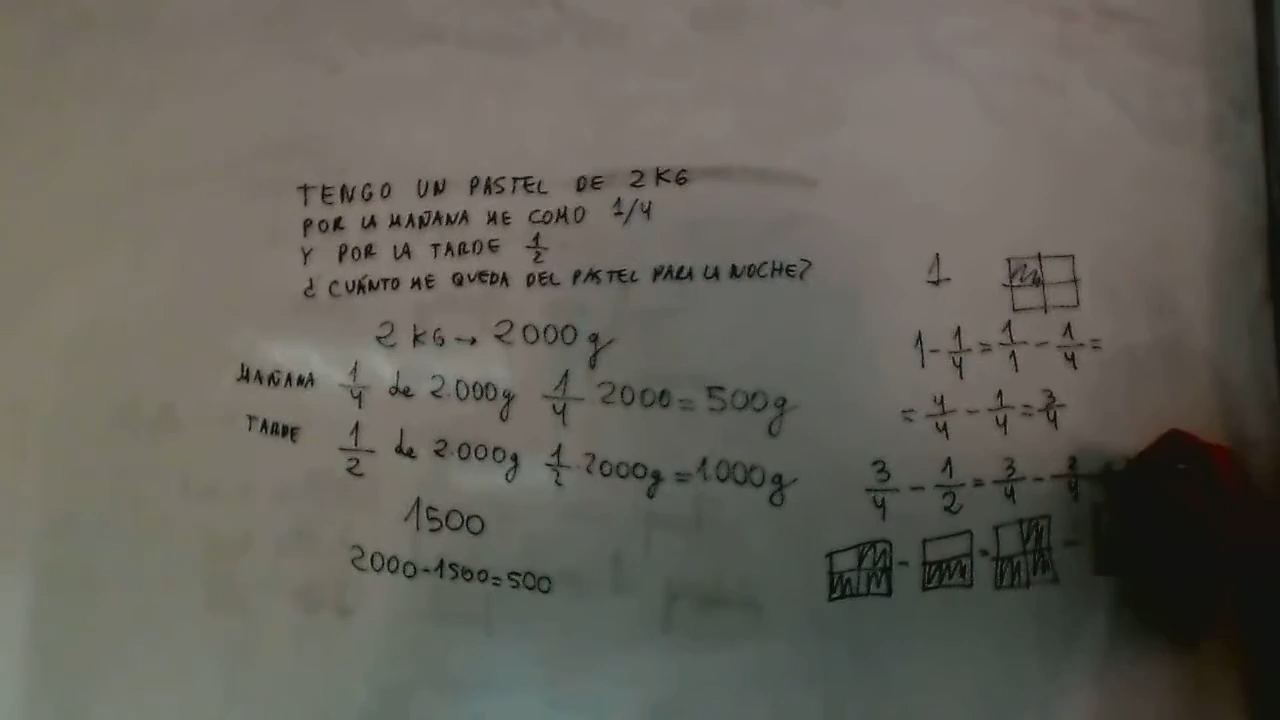 TENGO UN PASTEL DE 2 KG
POR LA MAÑANA ME COMO 1/4
Y POR LA TARDE 1/2
¿ CUÁNTO ME QUEDA DEL PASTEL PARA LA NOCHE?
2 KG → 2000 g
MAÑANA 1/4 de 2.000g 1/4 2000 = 500g
TARDE 1/2 de 2.000g 1/2 · 2000g = 1000g
1500
2000-1500=500
1
1 - 1/4 = 1/1 - 1/4 =
= 4/4 - 1/4 = 3/4
3/4 - 1/2 = 3/4 - 2/4
- = -